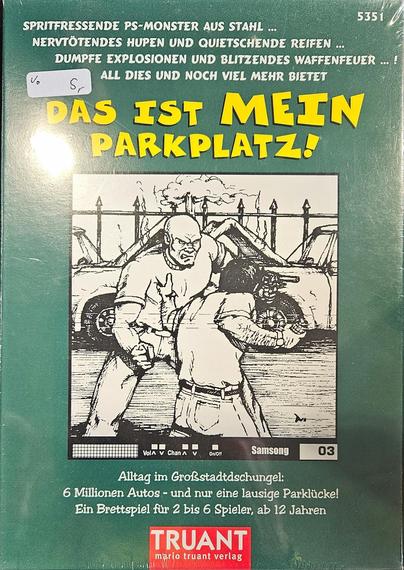 5351
SPRITFRESSENDE PS-MONSTER AUS STAHL ...
NERVTÖTENDES HUPEN UND QUIETSCHENDE REIFEN ...
DUMPFE EXPLOSIONEN UND BLITZENDES WAFFENFEUER ... !
ALL DIES UND NOCH VIEL MEHR BIETET
DAS IST MEIN
PARKPLATZ!
Vol Λ V Chan Λ V On/Off Samsong 03
Alltag im Großstadtdschungel:
6 Millionen Autos - und nur eine lausige Parklücke!
Ein Brettspiel für 2 bis 6 Spieler, ab 12 Jahren
TRUANT
mario truant verlag